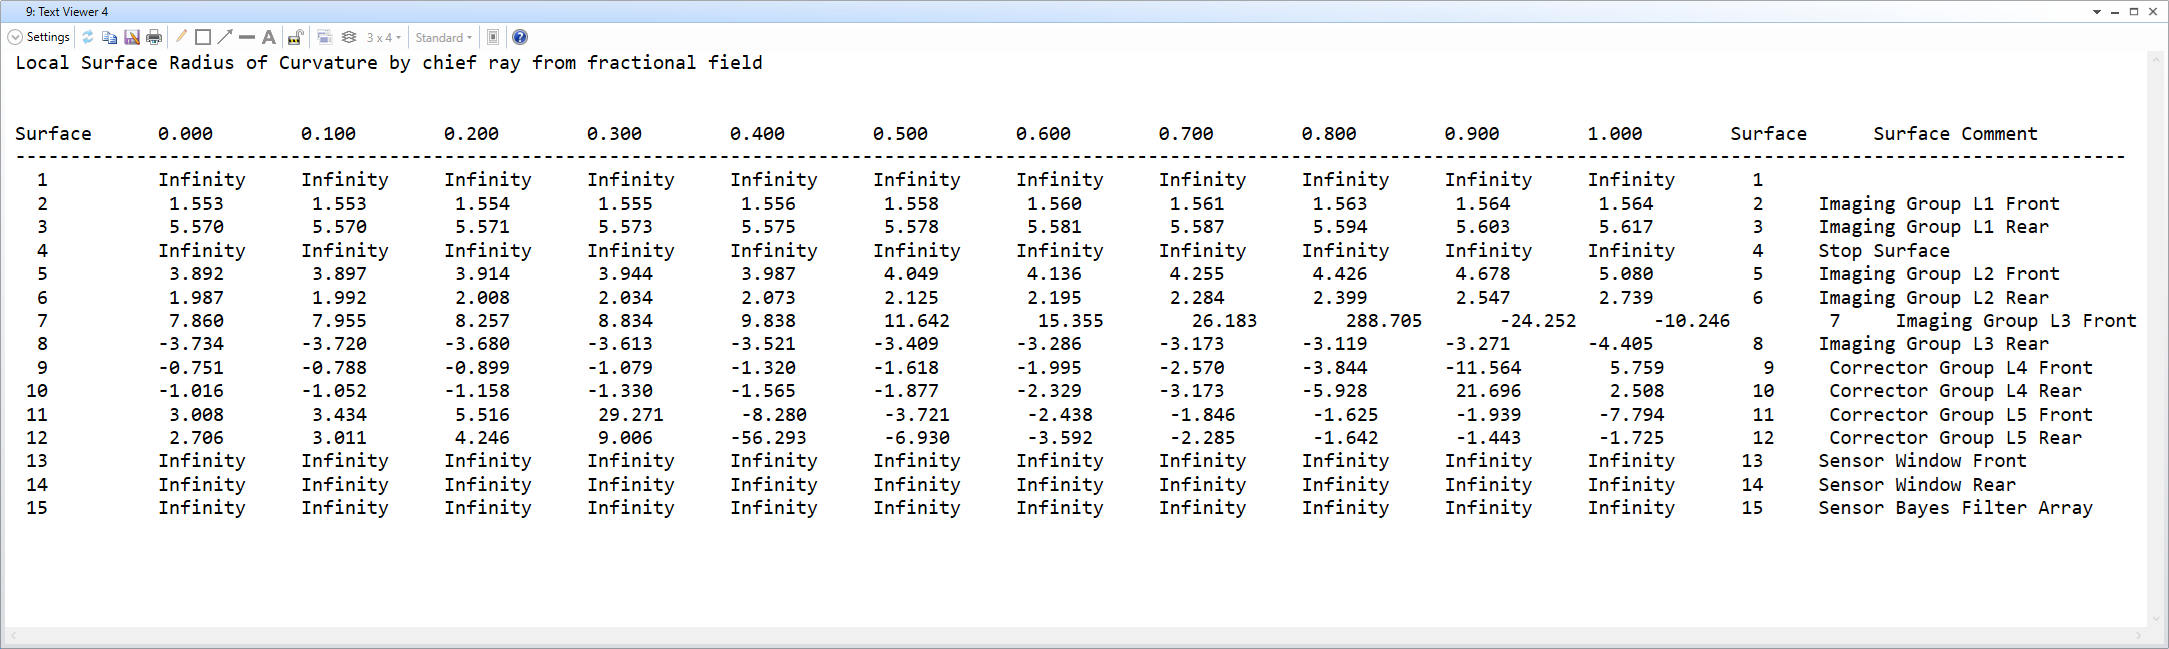 9: Text Viewer 4
Settings 3 x 4 Standard
Local Surface Radius of Curvature by chief ray from fractional field
Surface 0.000 0.100 0.200 0.300 0.400 0.500 0.600 0.700 0.800 0.900 1.000 Surface Surface Comment
1 Infinity Infinity Infinity Infinity Infinity Infinity Infinity Infinity Infinity Infinity Infinity 1
2 1.553 1.553 1.554 1.555 1.556 1.558 1.560 1.561 1.563 1.564 1.564 2 Imaging Group L1 Front
3 5.570 5.570 5.571 5.573 5.575 5.578 5.581 5.587 5.594 5.603 5.617 3 Imaging Group L1 Rear
4 Infinity Infinity Infinity Infinity Infinity Infinity Infinity Infinity Infinity Infinity Infinity 4 Stop Surface
5 3.892 3.897 3.914 3.944 3.987 4.049 4.136 4.255 4.426 4.678 5.080 5 Imaging Group L2 Front
6 1.987 1.992 2.008 2.034 2.073 2.125 2.195 2.284 2.399 2.547 2.739 6 Imaging Group L2 Rear
7 7.860 7.955 8.257 8.834 9.838 11.642 15.355 26.183 288.705 -24.252 -10.246 7 Imaging Group L3 Front
8 -3.734 -3.720 -3.680 -3.613 -3.521 -3.409 -3.286 -3.173 -3.119 -3.271 -4.405 8 Imaging Group L3 Rear
9 -0.751 -0.788 -0.899 -1.079 -1.320 -1.618 -1.995 -2.570 -3.844 -11.564 5.759 9 Corrector Group L4 Front
10 -1.016 -1.052 -1.158 -1.330 -1.565 -1.877 -2.329 -3.173 -5.928 21.696 2.508 10 Corrector Group L4 Rear
11 3.008 3.434 5.516 29.271 -8.280 -3.721 -2.438 -1.846 -1.625 -1.939 -7.794 11 Corrector Group L5 Front
12 2.706 3.011 4.246 9.006 -56.293 -6.930 -3.592 -2.285 -1.642 -1.443 -1.725 12 Corrector Group L5 Rear
13 Infinity Infinity Infinity Infinity Infinity Infinity Infinity Infinity Infinity Infinity Infinity 13 Sensor Window Front
14 Infinity Infinity Infinity Infinity Infinity Infinity Infinity Infinity Infinity Infinity Infinity 14 Sensor Window Rear
15 Infinity Infinity Infinity Infinity Infinity Infinity Infinity Infinity Infinity Infinity Infinity 15 Sensor Bayes Filter Array